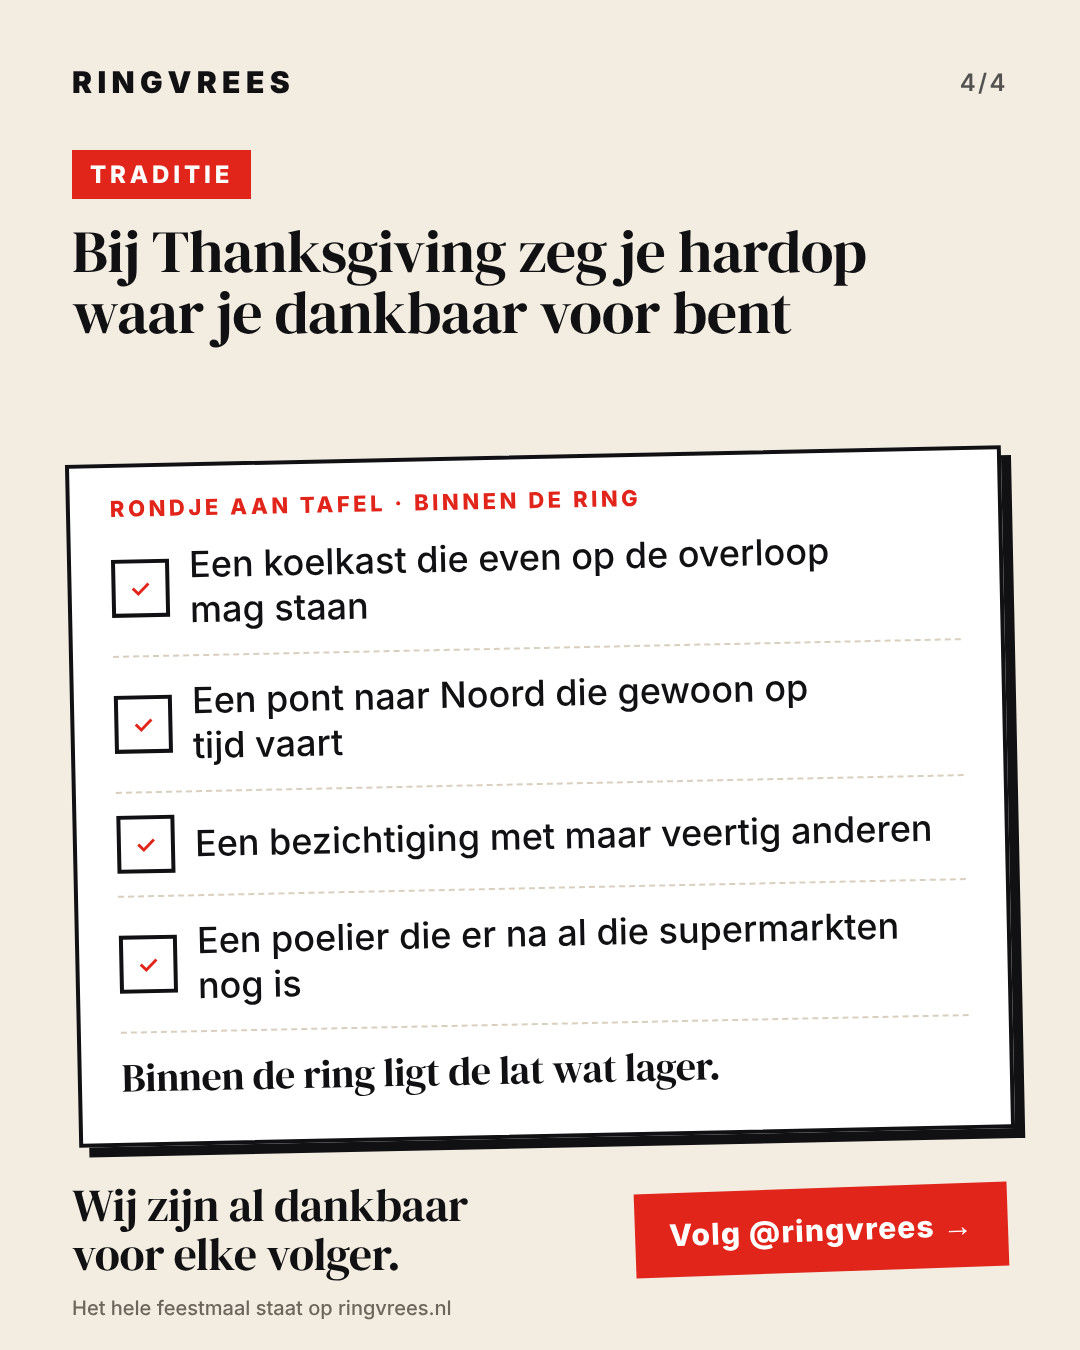 RINGVREES
4/4
TRADITIE
Bij Thanksgiving zeg je hardop
waar je dankbaar voor bent
RONDJE AAN TAFEL · BINNEN DE RING
Een koelkast die even op de overloop
mag staan
Een pont naar Noord die gewoon op
tijd vaart
Een bezichtiging met maar veertig anderen
Een poelier die er na al die supermarkten
nog is
Binnen de ring ligt de lat wat lager.
Wij zijn al dankbaar
voor elke volger.
Volg @ringvrees →
Het hele feestmaal staat op ringvrees.nl